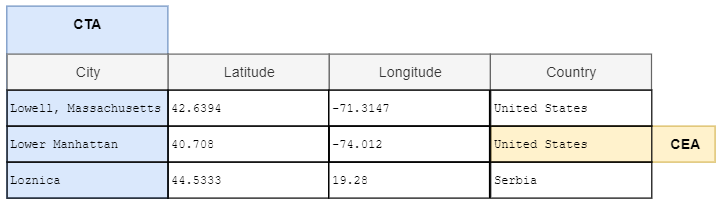 CTA
City Latitude Longitude Country
Lowell, Massachusetts 42.6394 -71.3147 United States
Lower Manhattan 40.708 -74.012 United States CEA
Loznica 44.5333 19.28 Serbia